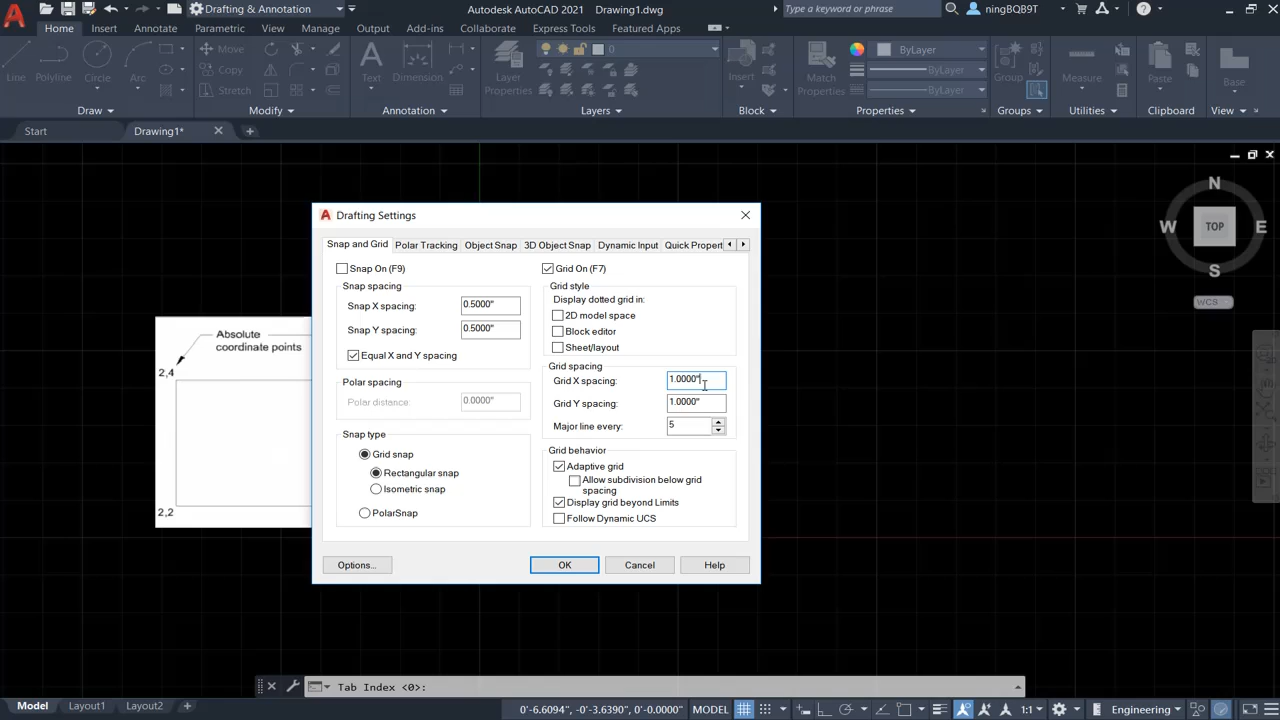 Drafting & Annotation
Autodesk AutoCAD 2021 Drawing1.dwg
Type a keyword or phrase
ningBQB9T
Home Insert Annotate Parametric View Manage Output Add-ins Collaborate Express Tools Featured Apps
Line Polyline Circle Arc
Move
Copy
Stretch
Text Dimension
Layer Properties
0
Insert
Match Properties
ByLayer
ByLayer
ByLayer
Group
Measure
Paste
Base
Draw Modify Annotation Layers Block Properties Groups Utilities Clipboard View
Start Drawing1*
N
W TOP E
S
WCS
Absolute
coordinate points
2,4
2,2
Drafting Settings
Snap and Grid Polar Tracking Object Snap 3D Object Snap Dynamic Input Quick Propert
Snap On (F9)
Snap spacing
Snap X spacing: 0.5000"
Snap Y spacing: 0.5000"
Equal X and Y spacing
Polar spacing
Polar distance: 0.0000"
Snap type
Grid snap
Rectangular snap
Isometric snap
PolarSnap
Grid On (F7)
Grid style
Display dotted grid in:
2D model space
Block editor
Sheet/layout
Grid spacing
Grid X spacing: 1.0000"
Grid Y spacing: 1.0000"
Major line every: 5
Grid behavior
Adaptive grid
Allow subdivision below grid
spacing
Display grid beyond Limits
Follow Dynamic UCS
Options... OK Cancel Help
Tab Index <0>:
Model Layout1 Layout2
0'-6.6094", -0'-3.6390", 0'-0.0000" MODEL 1:1 Engineering